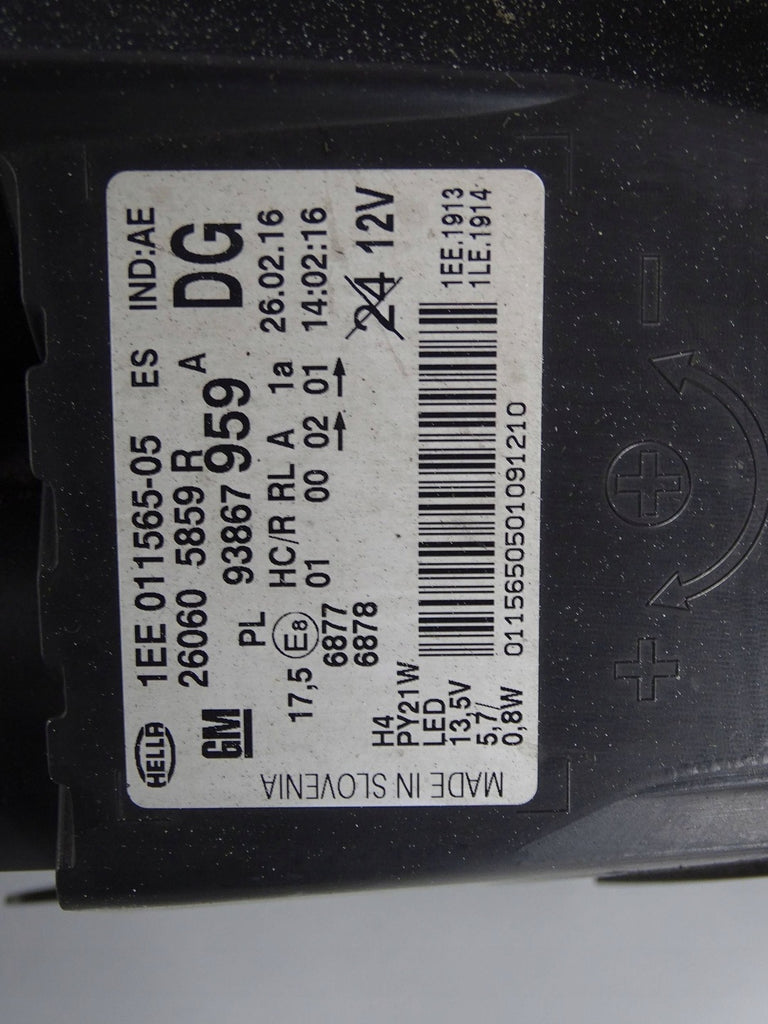 HELLA 1EE 011565-05 ES IND:AE
26060 5859 R DG
GM PL 93867 959 A
HC/R RL A 1a 26.02.16
17,5 E8 01 00 02 01 14:02:16
6877
6878 24 12V
H4
PY21W
LED
13,5V
5,7/
0,8W
1EE.1913
1LE.1914
0115650501091210
MADE IN SLOVENIA